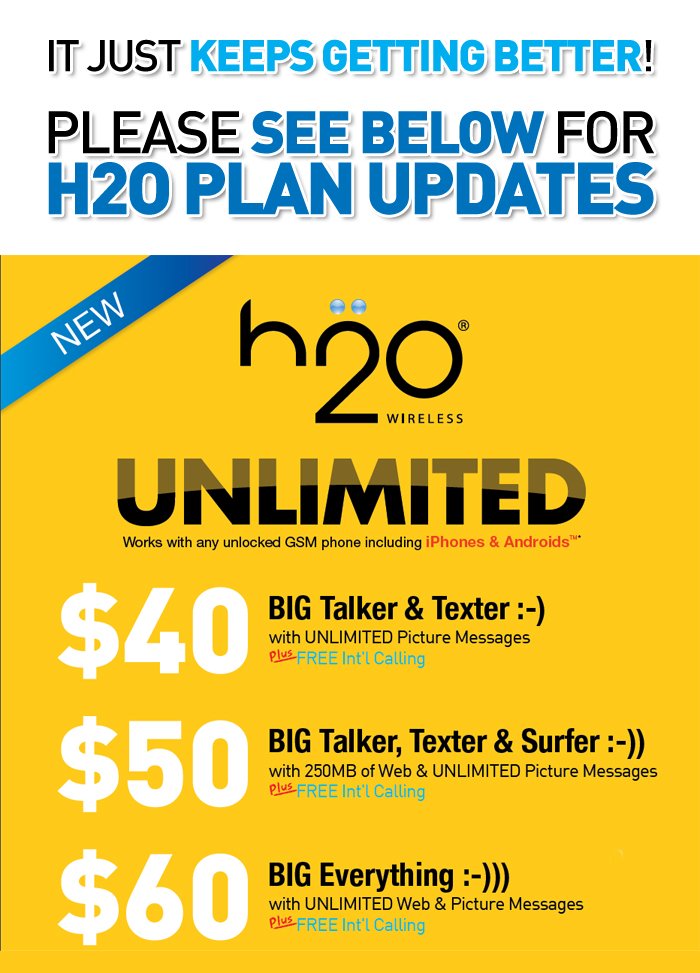 IT JUST KEEPS GETTING BETTER!
PLEASE SEE BELOW FOR
H2O PLAN UPDATES
NEW
h2o®
WIRELESS
UNLIMITED
Works with any unlocked GSM phone including iPhones & Androids™*
$40 BIG Talker & Texter :-)
with UNLIMITED Picture Messages
Plus FREE Int'l Calling
$50 BIG Talker, Texter & Surfer :-))
with 250MB of Web & UNLIMITED Picture Messages
Plus FREE Int'l Calling
$60 BIG Everything :-)))
with UNLIMITED Web & Picture Messages
Plus FREE Int'l Calling